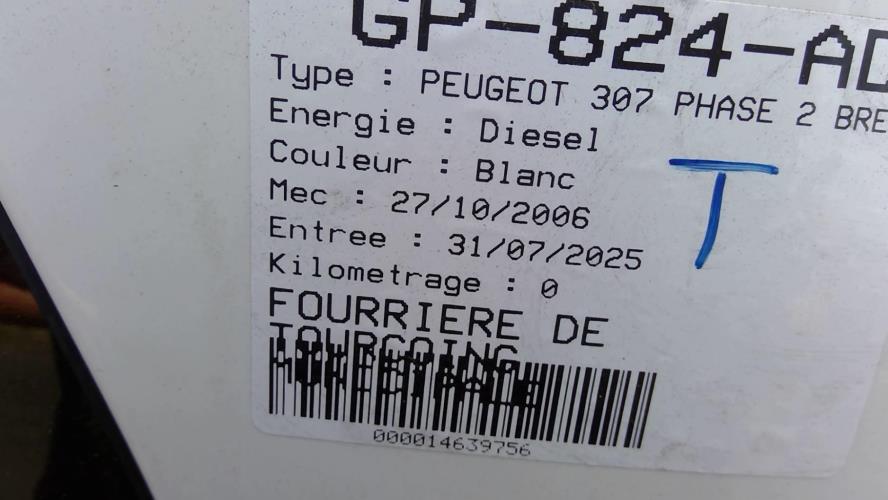 GP-824-AD
Type : PEUGEOT 307 PHASE 2 BRE
Energie : Diesel
Couleur : Blanc
T
Mec : 27/10/2006
Entree : 31/07/2025
Kilometrage : 0
FOURRIERE DE
TOURCOING
000014639756